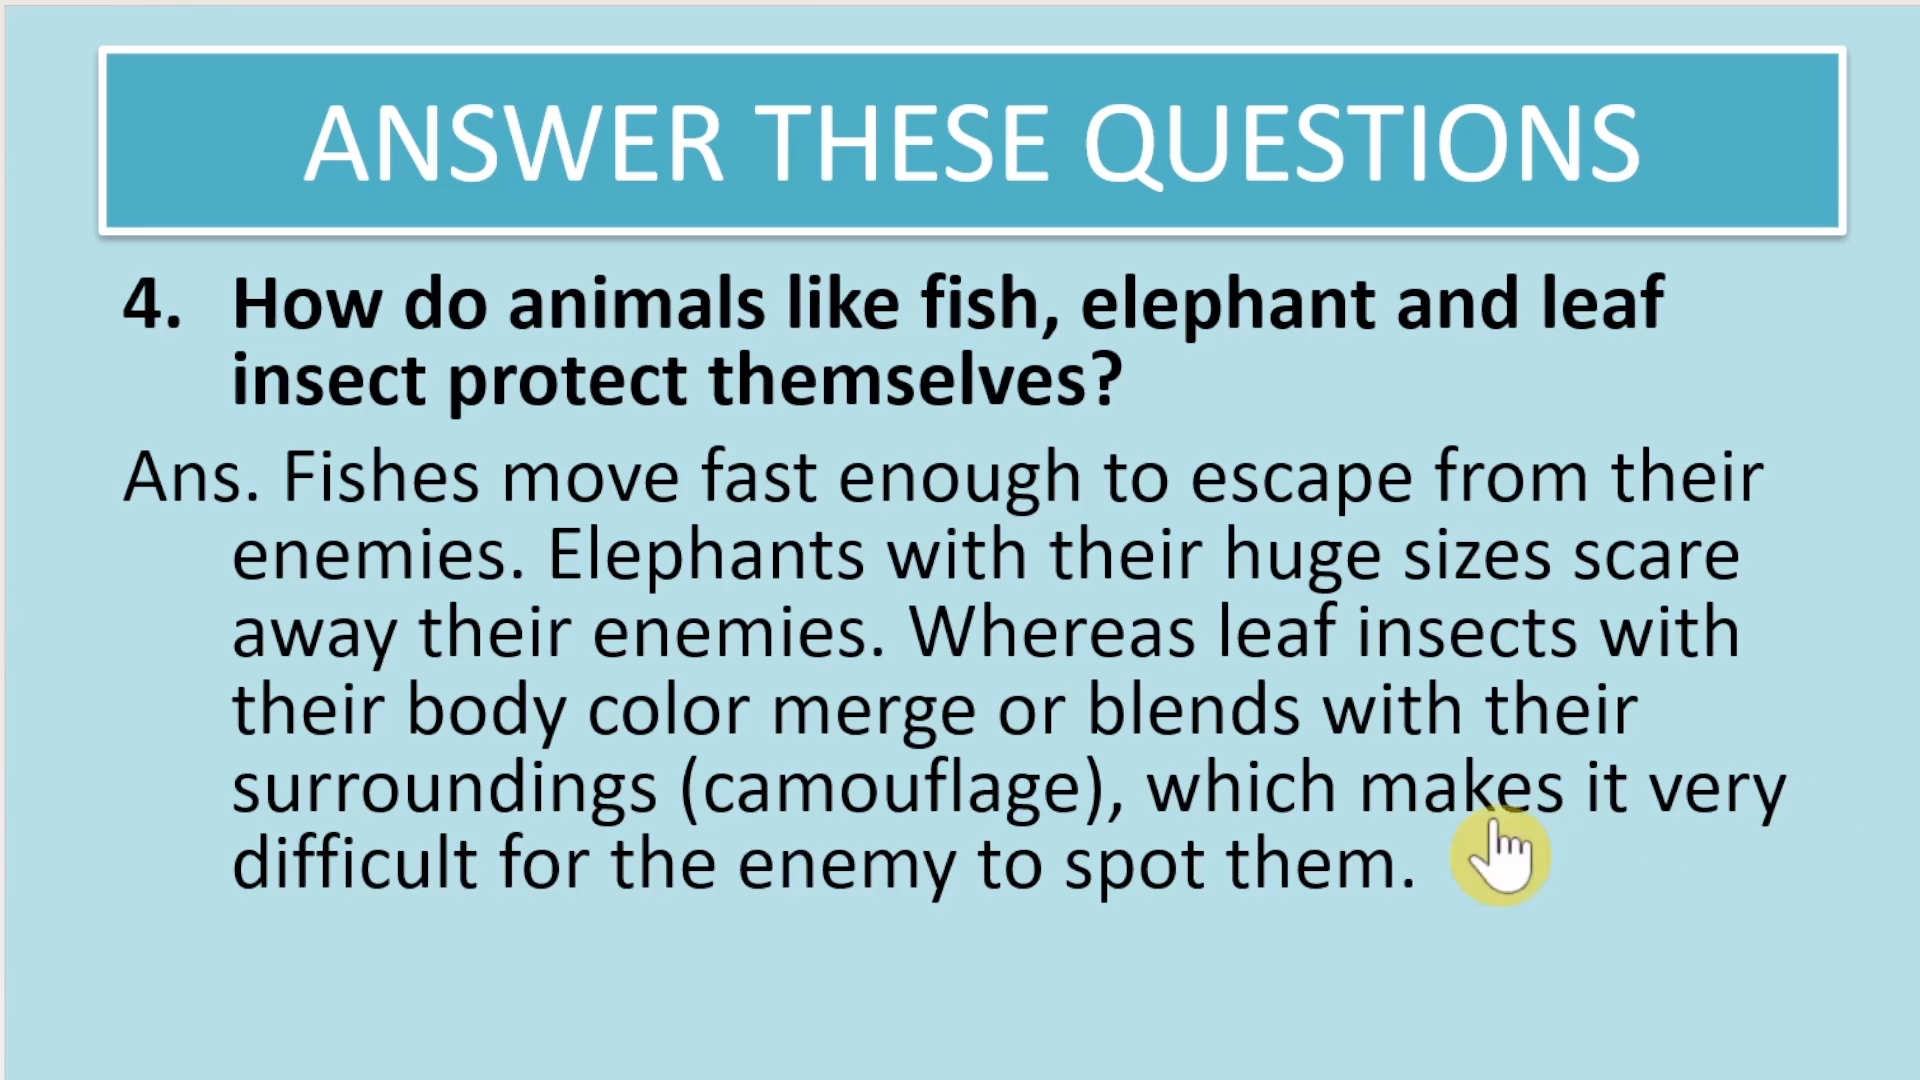 ANSWER THESE QUESTIONS
4. How do animals like fish, elephant and leaf
insect protect themselves?
Ans. Fishes move fast enough to escape from their
enemies. Elephants with their huge sizes scare
away their enemies. Whereas leaf insects with
their body color merge or blends with their
surroundings (camouflage), which makes it very
difficult for the enemy to spot them.